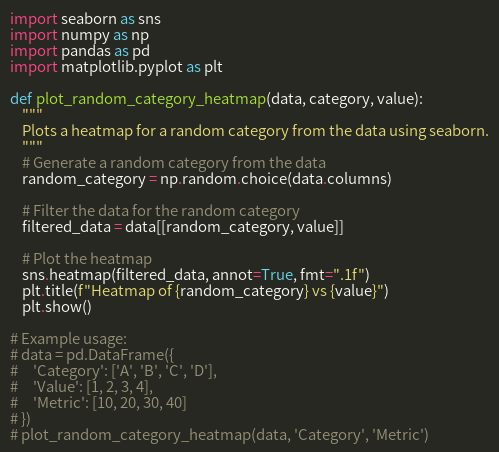 import seaborn as sns
import numpy as np
import pandas as pd
import matplotlib.pyplot as plt

def plot_random_category_heatmap(data, category, value):
    """
    Plots a heatmap for a random category from the data using seaborn.
    """
    # Generate a random category from the data
    random_category = np.random.choice(data.columns)

    # Filter the data for the random category
    filtered_data = data[[random_category, value]]

    # Plot the heatmap
    sns.heatmap(filtered_data, annot=True, fmt=".1f")
    plt.title(f"Heatmap of {random_category} vs {value}")
    plt.show()

# Example usage:
# data = pd.DataFrame({
#     'Category': ['A', 'B', 'C', 'D'],
#     'Value': [1, 2, 3, 4],
#     'Metric': [10, 20, 30, 40]
# })
# plot_random_category_heatmap(data, 'Category', 'Metric')